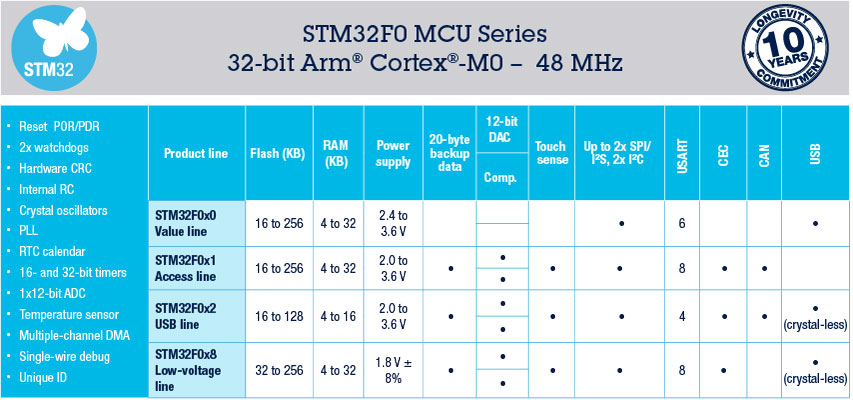 STM32
STM32F0 MCU Series
32-bit Arm® Cortex®-M0 – 48 MHz
LONGEVITY
10
YEARS
COMMITMENT
• Reset POR/PDR
• 2x watchdogs
• Hardware CRC
• Internal RC
• Crystal oscillators
• PLL
• RTC calendar
• 16- and 32-bit timers
• 1x12-bit ADC
• Temperature sensor
• Multiple-channel DMA
• Single-wire debug
• Unique ID
Product line
Flash (KB)
RAM
(KB)
Power
supply
20-byte
backup
data
12-bit
DAC
Comp.
Touch
sense
Up to 2x SPI/
I²S, 2x I²C
USART
CEC
CAN
USB
STM32F0x0
Value line
16 to 256
4 to 32
2.4 to
3.6 V
•
6
•
STM32F0x1
Access line
16 to 256
4 to 32
2.0 to
3.6 V
•
•
•
•
•
8
•
•
STM32F0x2
USB line
16 to 128
4 to 16
2.0 to
3.6 V
•
•
•
•
•
4
•
•
•
(crystal-less)
STM32F0x8
Low-voltage
line
32 to 256
4 to 32
1.8 V ±
8%
•
•
•
•
•
8
•
•
(crystal-less)